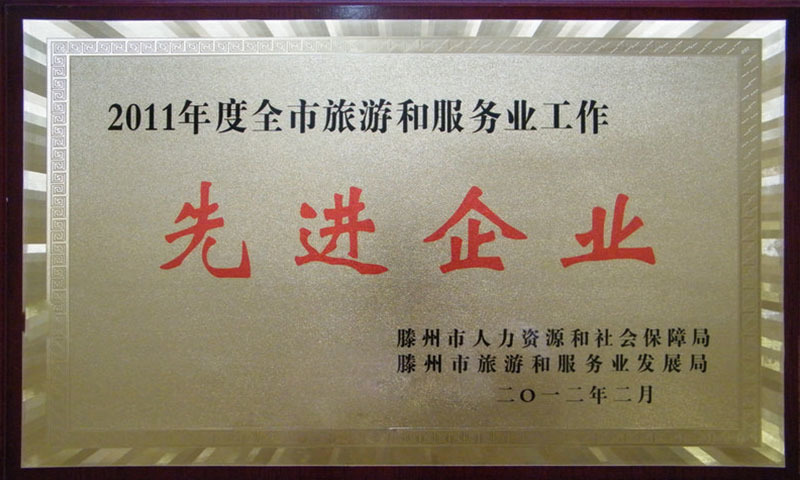 2011年度全市旅游和服务业工作
先进企业
滕州市人力资源和社会保障局
滕州市旅游和服务业发展局
二〇一二年二月